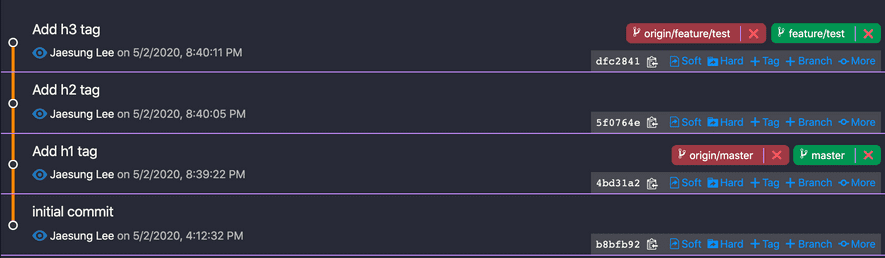 Add h3 tag
origin/feature/test
feature/test
Jaesung Lee on 5/2/2020, 8:40:11 PM
dfc2841 Soft Hard Tag Branch More
Add h2 tag
Jaesung Lee on 5/2/2020, 8:40:05 PM
5f0764e Soft Hard Tag Branch More
Add h1 tag
origin/master
master
Jaesung Lee on 5/2/2020, 8:39:22 PM
4bd31a2 Soft Hard Tag Branch More
initial commit
Jaesung Lee on 5/2/2020, 4:12:32 PM
b8bfb92 Soft Hard Tag Branch More